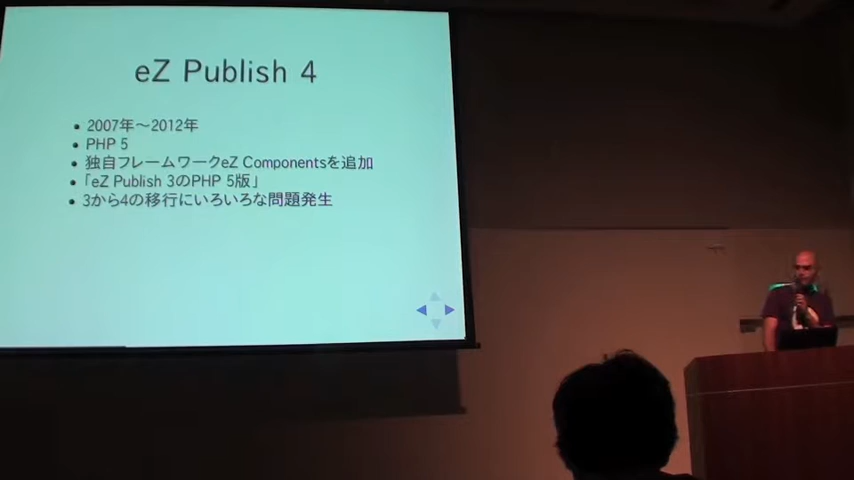 eZ Publish 4
• 2007年〜2012年
• PHP 5
• 独自フレームワークeZ Componentsを追加
• 「eZ Publish 3のPHP 5版」
• 3から4の移行にいろいろな問題発生